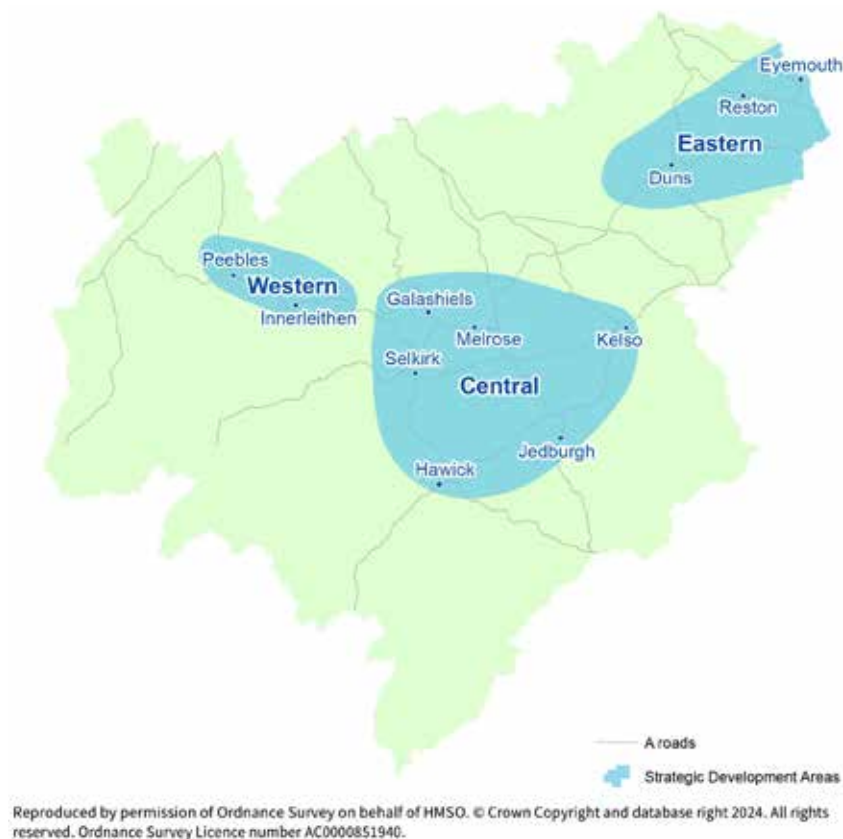 Eyemouth
Reston
Eastern
Duns
Peebles
Western
Innerleithen
Galashiels
Melrose
Kelso
Selkirk
Central
Jedburgh
Hawick
A roads
Strategic Development Areas
Reproduced by permission of Ordnance Survey on behalf of HMSO. © Crown Copyright and database right 2024. All rights
reserved. Ordnance Survey Licence number AC0000851940.